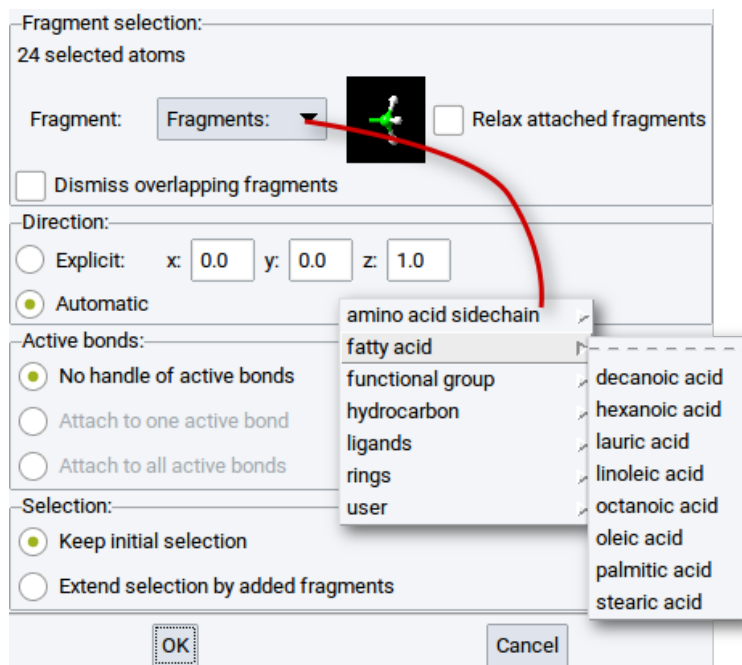 Fragment selection:
24 selected atoms
Fragment: Fragments: Relax attached fragments
Dismiss overlapping fragments
Direction:
Explicit: x: 0.0 y: 0.0 z: 1.0
Automatic
Active bonds:
No handle of active bonds
Attach to one active bond
Attach to all active bonds
Selection:
Keep initial selection
Extend selection by added fragments
OK Cancel
amino acid sidechain
fatty acid
functional group
hydrocarbon
ligands
rings
user
decanoic acid
hexanoic acid
lauric acid
linoleic acid
octanoic acid
oleic acid
palmitic acid
stearic acid